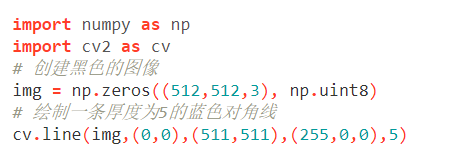 import numpy as np
import cv2 as cv
# 创建黑色的图像
img = np.zeros((512,512,3), np.uint8)
# 绘制一条厚度为5的蓝色对角线
cv.line(img,(0,0),(511,511),(255,0,0),5)